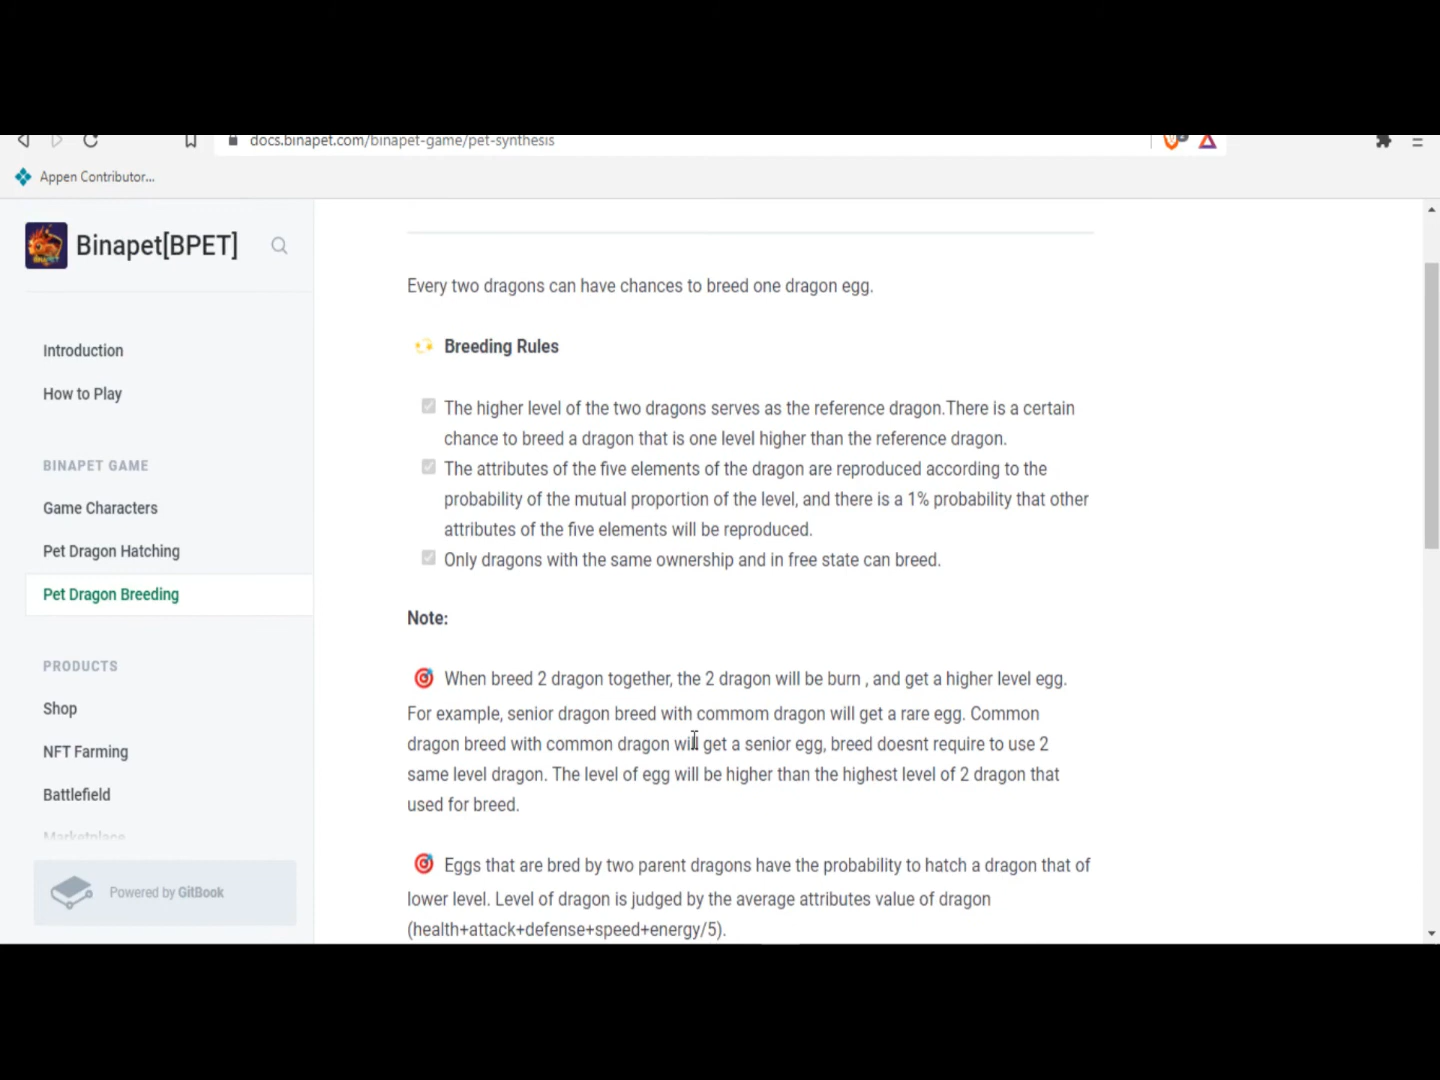 docs.binapet.com/binapet-game/pet-synthesis
Appen Contributor...
Binapet[BPET]
Introduction
How to Play
BINAPET GAME
Game Characters
Pet Dragon Hatching
Pet Dragon Breeding
PRODUCTS
Shop
NFT Farming
Battlefield
Marketplace
Powered by GitBook
Every two dragons can have chances to breed one dragon egg.
Breeding Rules
The higher level of the two dragons serves as the reference dragon.There is a certain
chance to breed a dragon that is one level higher than the reference dragon.
The attributes of the five elements of the dragon are reproduced according to the
probability of the mutual proportion of the level, and there is a 1% probability that other
attributes of the five elements will be reproduced.
Only dragons with the same ownership and in free state can breed.
Note:
When breed 2 dragon together, the 2 dragon will be burn , and get a higher level egg.
For example, senior dragon breed with commom dragon will get a rare egg. Common
dragon breed with common dragon will get a senior egg, breed doesnt require to use 2
same level dragon. The level of egg will be higher than the highest level of 2 dragon that
used for breed.
Eggs that are bred by two parent dragons have the probability to hatch a dragon that of
lower level. Level of dragon is judged by the average attributes value of dragon
(health+attack+defense+speed+energy/5).